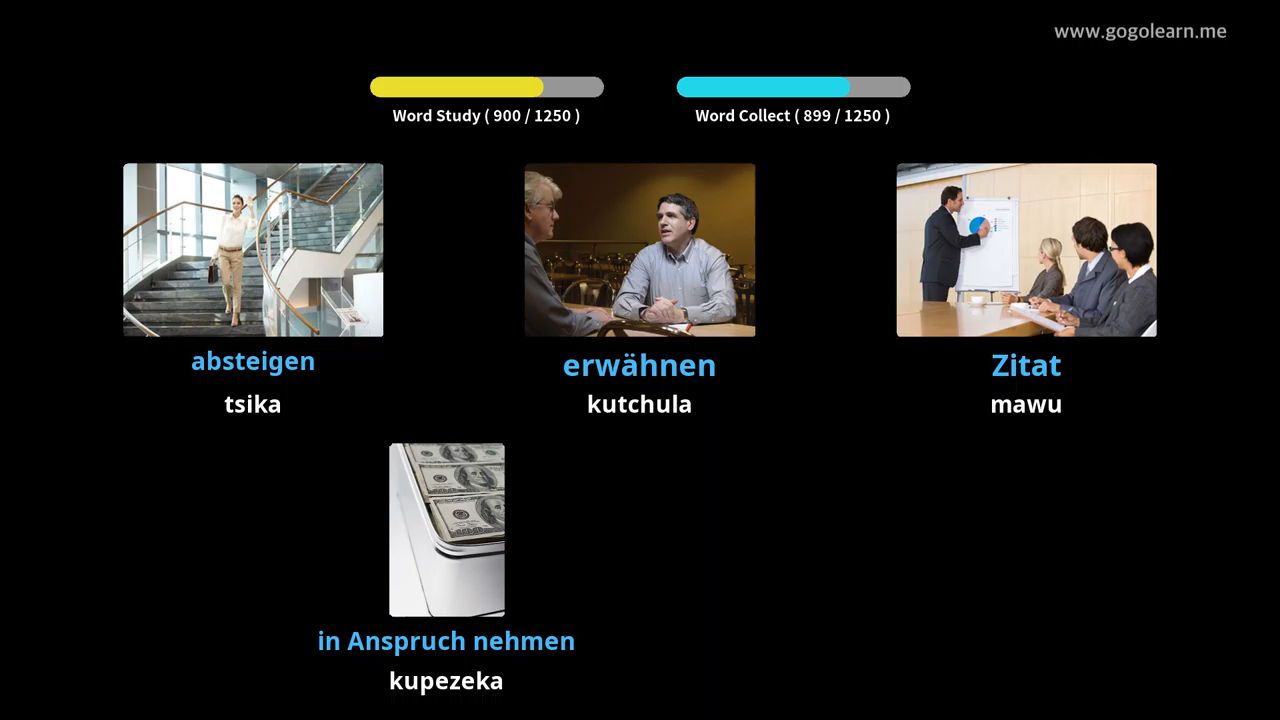 www.gogolearn.me
Word Study ( 900 / 1250 )
Word Collect ( 899 / 1250 )
absteigen
erwähnen
Zitat
tsika
kutchula
mawu
in Anspruch nehmen
kupezeka